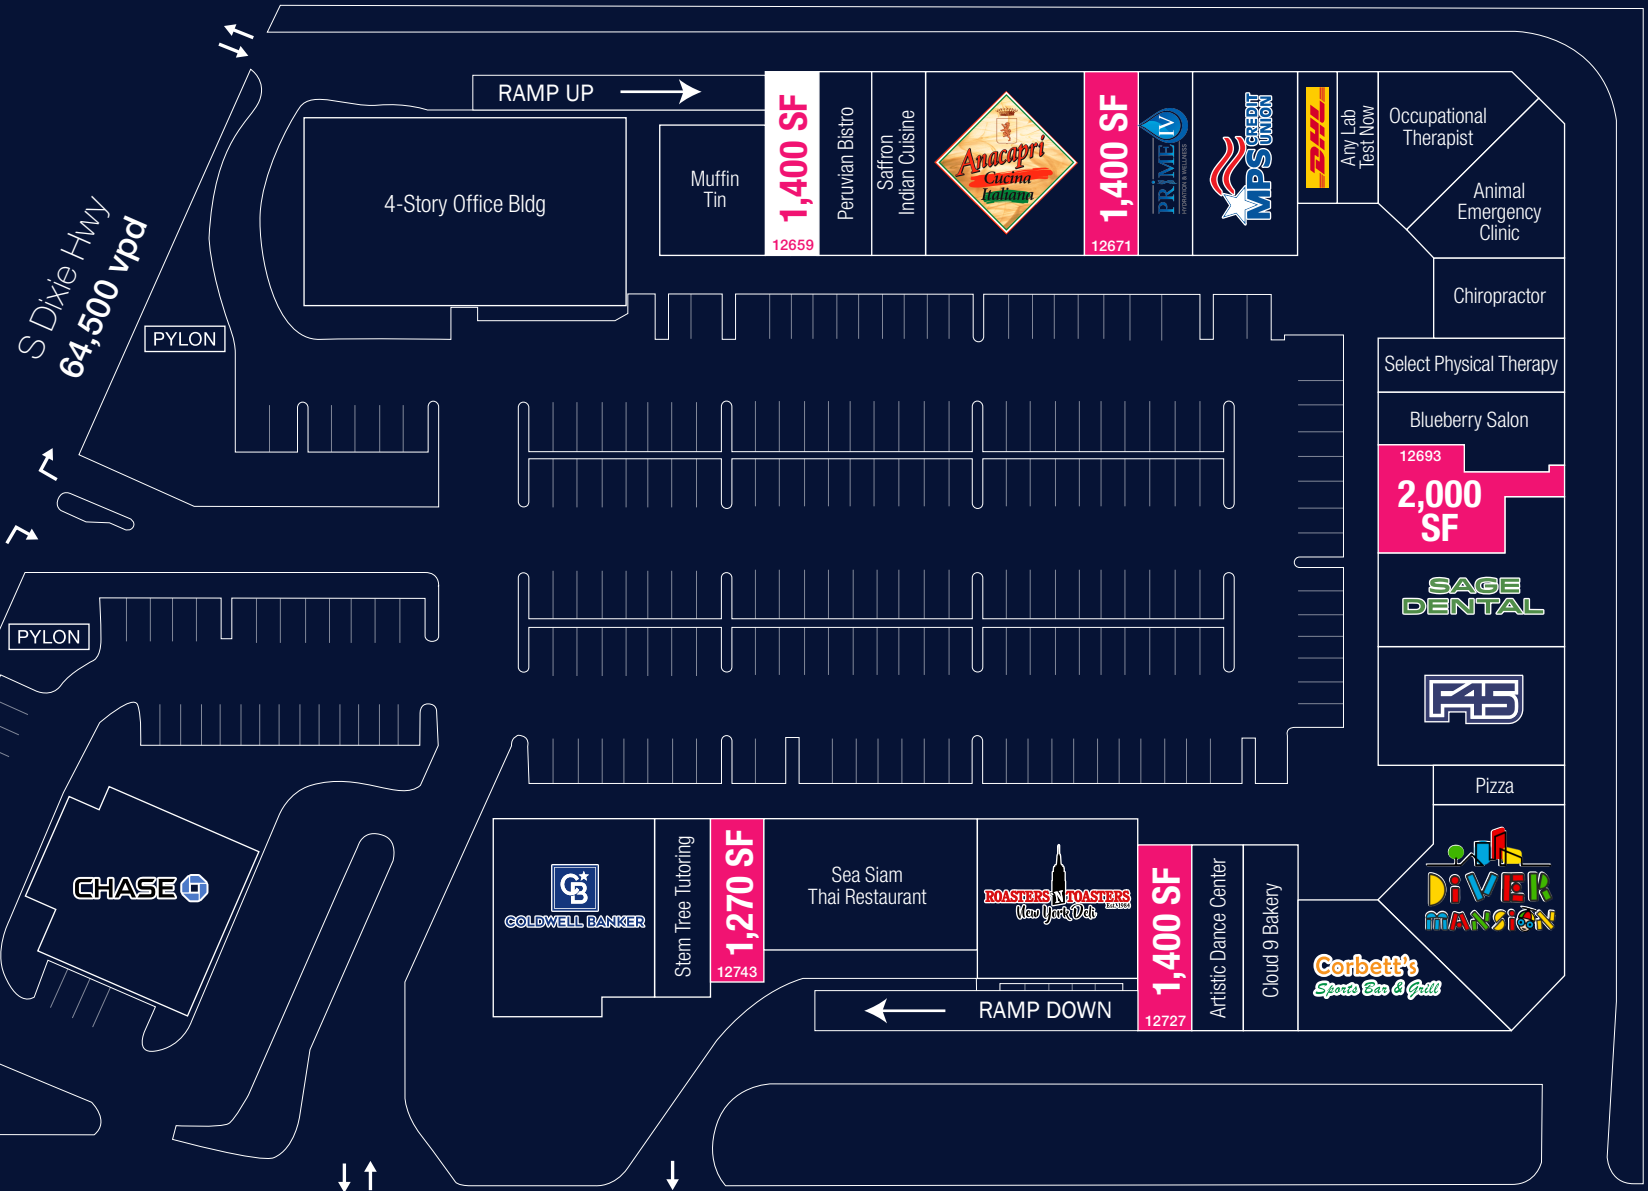 RAMP UP
4-Story Office Bldg
S Dixie Hwy
64,500 vpd
PYLON
PYLON
Muffin
Tin
1,400 SF
12659
Peruvian Bistro
Saffron
Indian Cuisine
Anacapri
Cucina
Italiana
1,400 SF
12671
PRIME IV
HYDRATION & WELLNESS
MPS CREDIT
UNION
DHL
Any Lab
Test Now
Occupational
Therapist
Animal
Emergency
Clinic
Chiropractor
Select Physical Therapy
Blueberry Salon
12693
2,000
SF
SAGE
DENTAL
F45
Pizza
DiVER
MANSiON
Corbett's
Sports Bar & Grill
CHASE
CB
COLDWELL BANKER
Stem Tree Tutoring
1,270 SF
12743
Sea Siam
Thai Restaurant
ROASTERS N TOASTERS
Est. 1984
New York Deli
1,400 SF
12727
Artistic Dance Center
Cloud 9 Bakery
RAMP DOWN